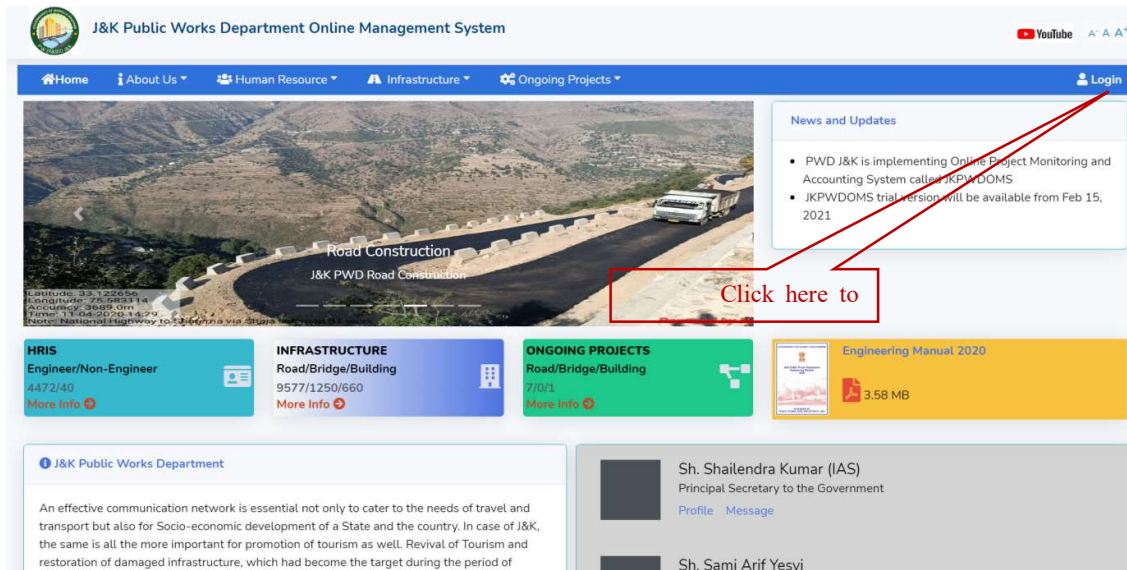 J&K Public Works Department Online Management System
YouTube A- A A+
Home About Us Human Resource Infrastructure Ongoing Projects Login
Road Construction
J&K PWD Road Construction
Latitude: 33.122656
Longitude: 75.583114
Accuracy: 3689.0m
Time: 11-04-2020 14:29
Note: National Highway to via
News and Updates
PWD J&K is implementing Online Project Monitoring and
Accounting System called JKPWDOMS
JKPWDOMS trial version will be available from Feb 15,
2021
Click here to
HRIS
Engineer/Non-Engineer
4472/40
More Info
INFRASTRUCTURE
Road/Bridge/Building
9577/1250/660
More Info
ONGOING PROJECTS
Road/Bridge/Building
7/0/1
More Info
Engineering Manual 2020
3.58 MB
J&K Public Works Department
An effective communication network is essential not only to cater to the needs of travel and
transport but also for Socio-economic development of a State and the country. In case of J&K,
the same is all the more important for promotion of tourism as well. Revival of Tourism and
restoration of damaged infrastructure, which had become the target during the period of
Sh. Shailendra Kumar (IAS)
Principal Secretary to the Government
Profile Message
Sh. Sami Arif Yesvi